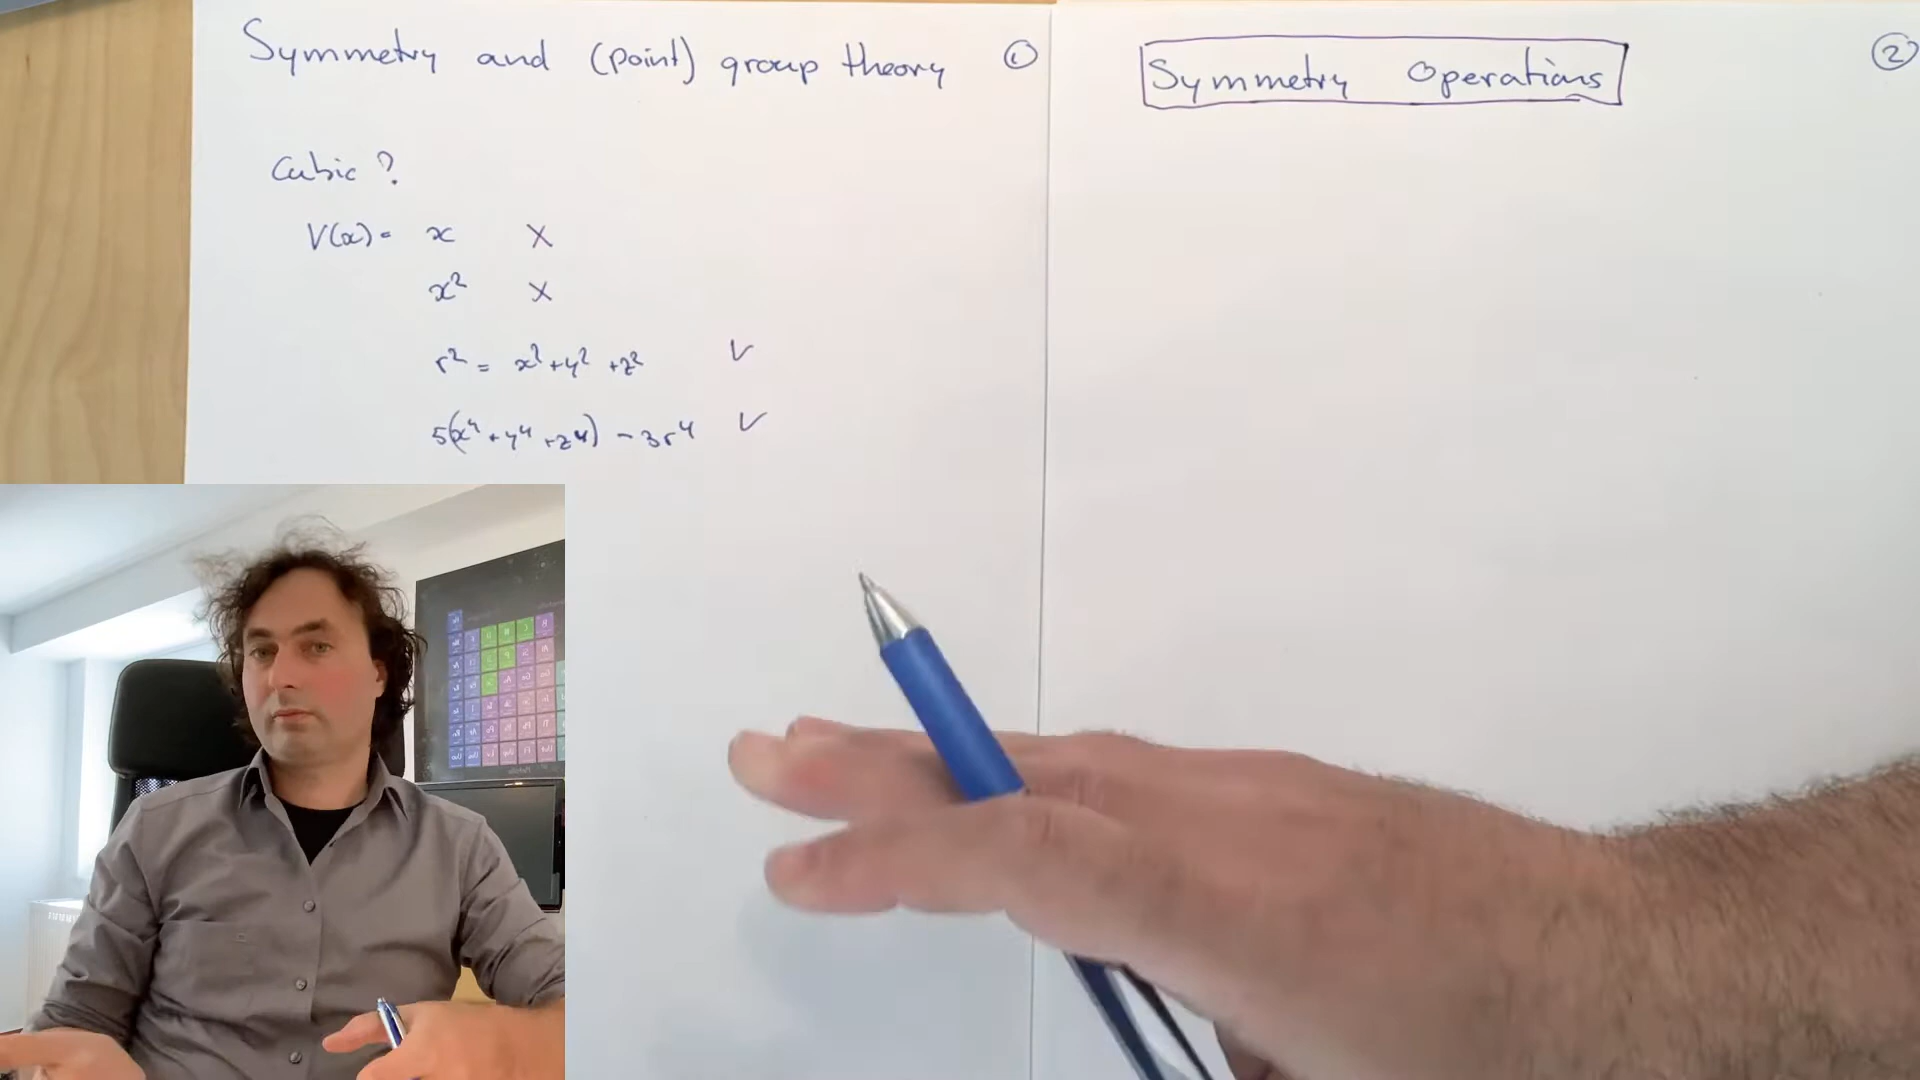 Symmetry and (point) group theory ①
Cubic ?
V(x) = x X
x² X
r² = x² + y² + z² ✓
5(x⁴ + y⁴ + z⁴) - 3r⁴ ✓
Symmetry Operations ②